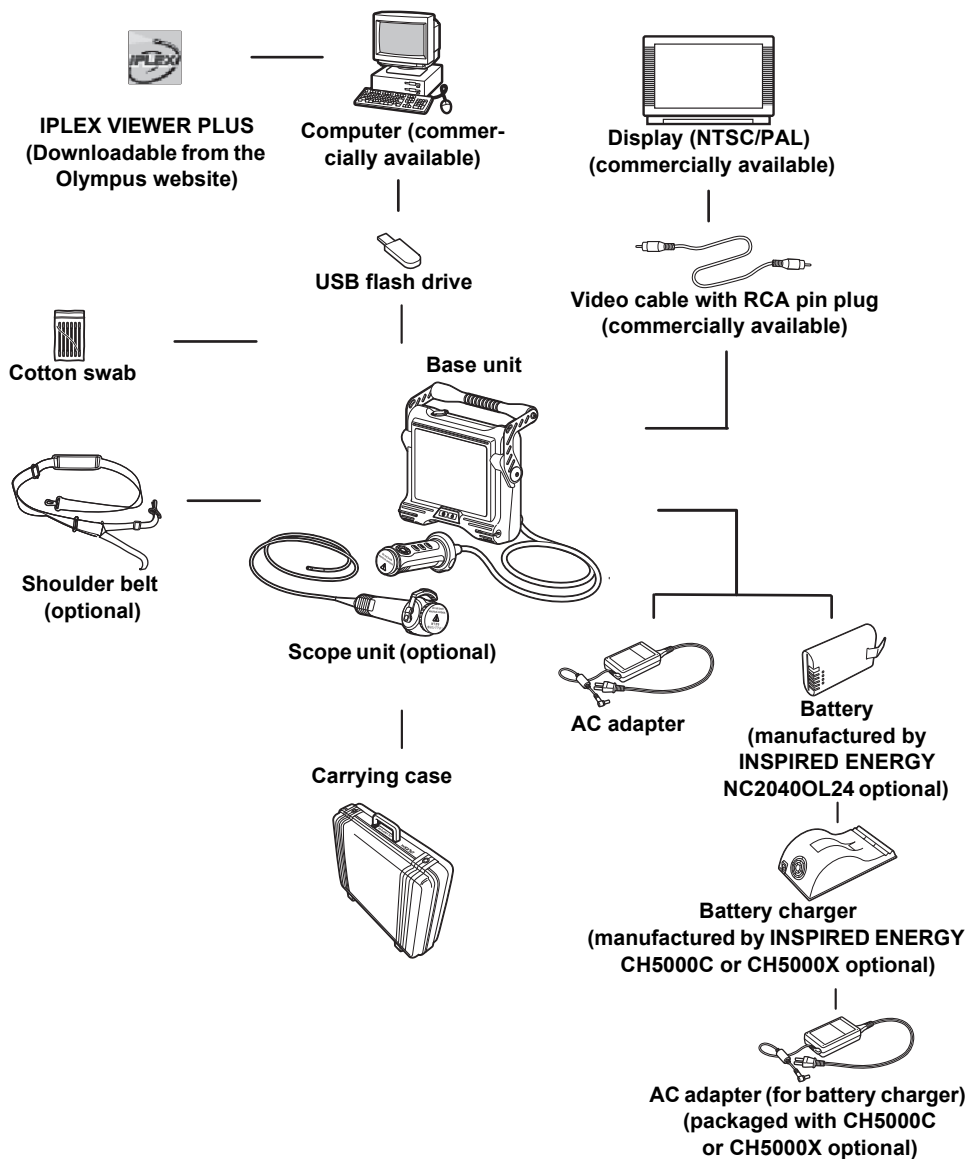 IPLEX
IPLEX VIEWER PLUS
(Downloadable from the
Olympus website)
Computer (commer-
cially available)
Display (NTSC/PAL)
(commercially available)
USB flash drive
Video cable with RCA pin plug
(commercially available)
Cotton swab
Base unit
Shoulder belt
(optional)
Scope unit (optional)
AC adapter
Battery
(manufactured by
INSPIRED ENERGY
NC2040OL24 optional)
Carrying case
Battery charger
(manufactured by INSPIRED ENERGY
CH5000C or CH5000X optional)
AC adapter (for battery charger)
(packaged with CH5000C
or CH5000X optional)